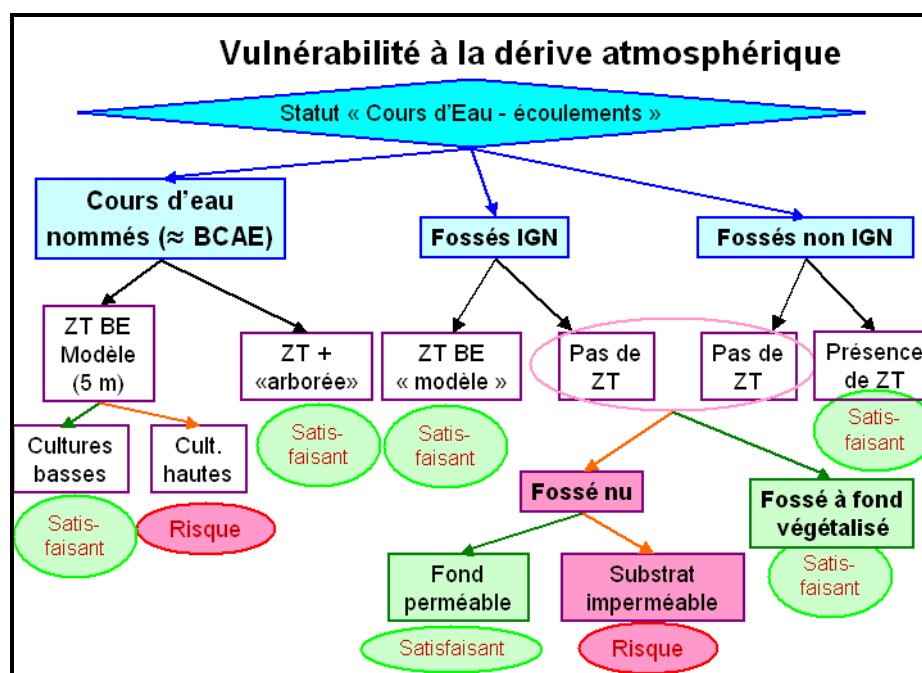 Vulnérabilité à la dérive atmosphérique
Statut « Cours d'Eau - écoulements »
Cours d'eau
nommés (≈ BCAE)
Fossés IGN
Fossés non IGN
ZT BE
Modèle
(5 m)
ZT +
«arborée»
ZT BE
« modèle »
Pas de
ZT
Pas de
ZT
Présence
de ZT
Satis-
faisant
Satis-
faisant
Satis-
faisant
Cultures
basses
Cult.
hautes
Satis-
faisant
Risque
Fossé nu
Fossé à fond
végétalisé
Satis-
faisant
Fond
perméable
Substrat
imperméable
Satisfaisant
Risque